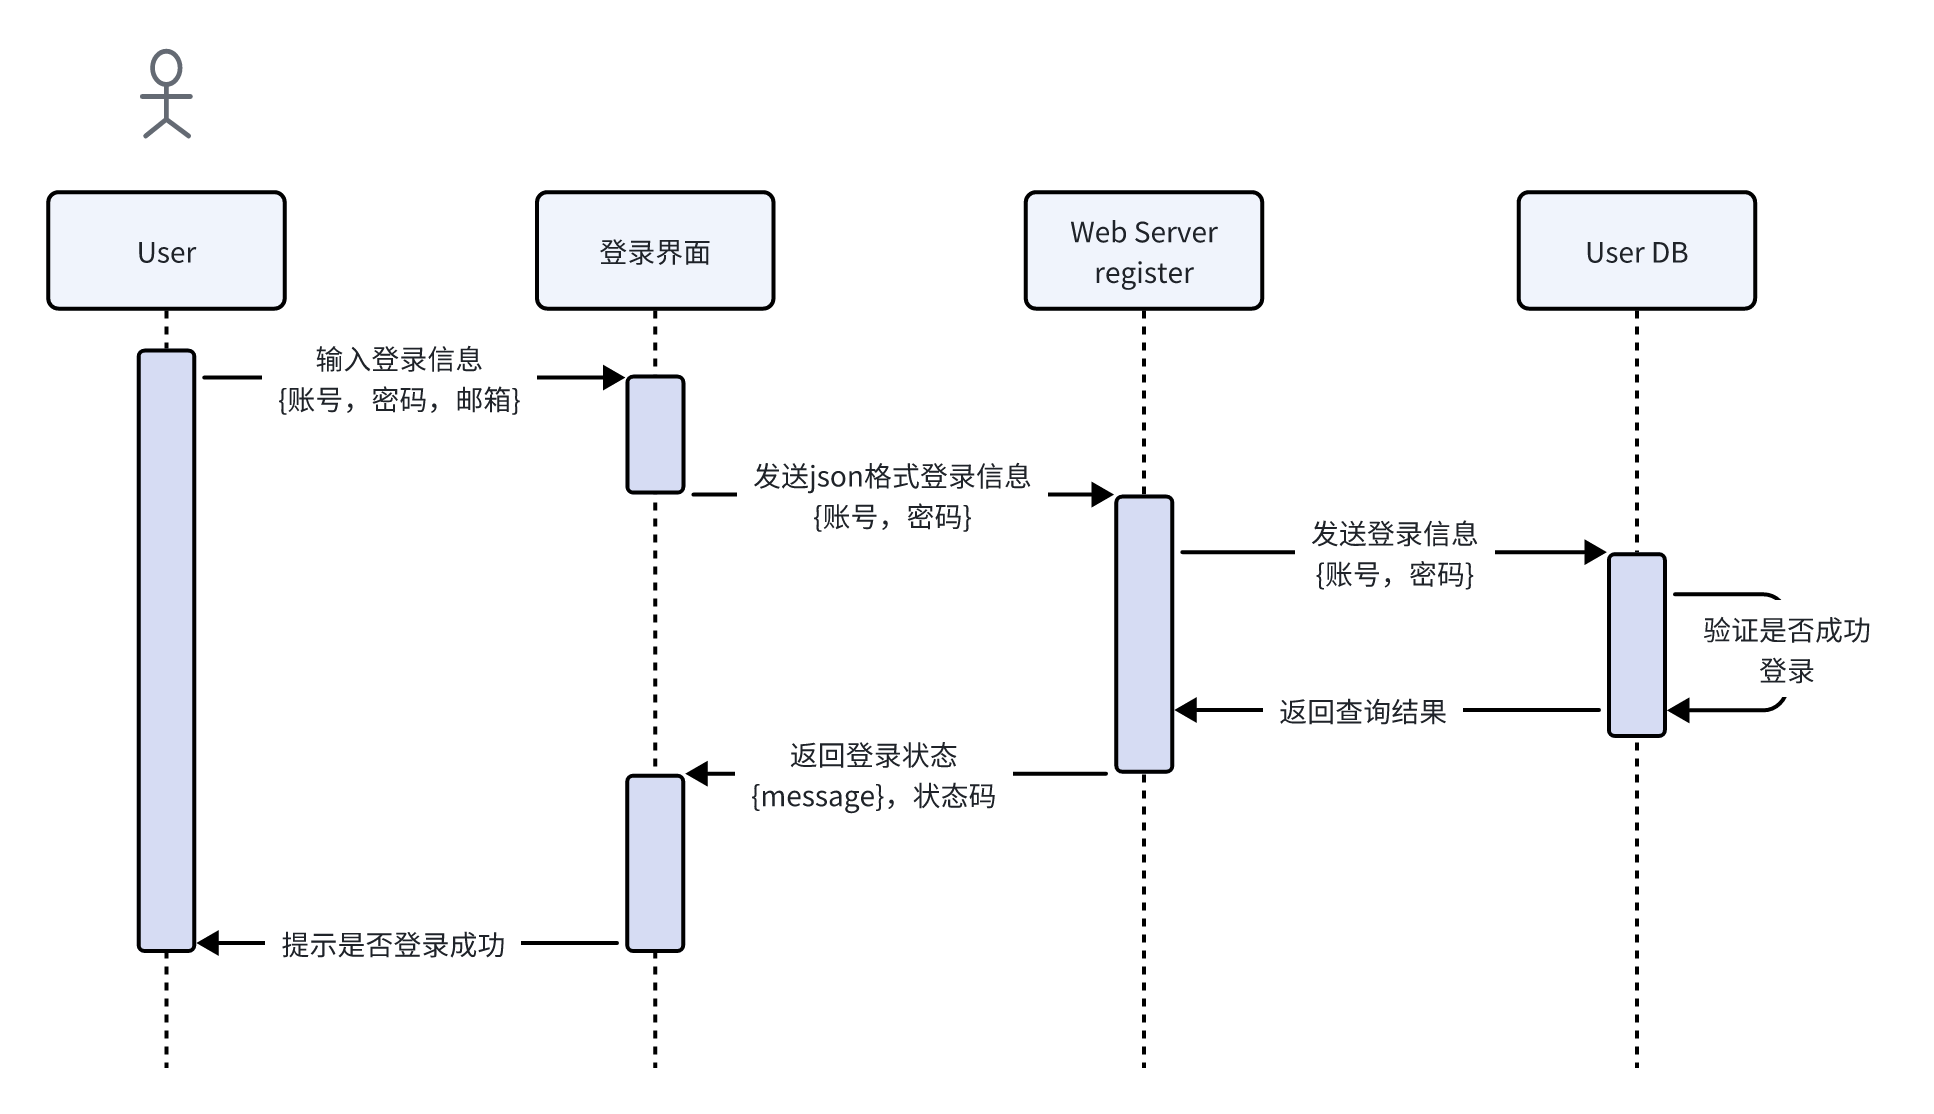 User
登录界面
Web Server
register
User DB
输入登录信息
{账号，密码，邮箱}
发送json格式登录信息
{账号，密码}
发送登录信息
{账号，密码}
验证是否成功
登录
返回查询结果
返回登录状态
{message}，状态码
提示是否登录成功